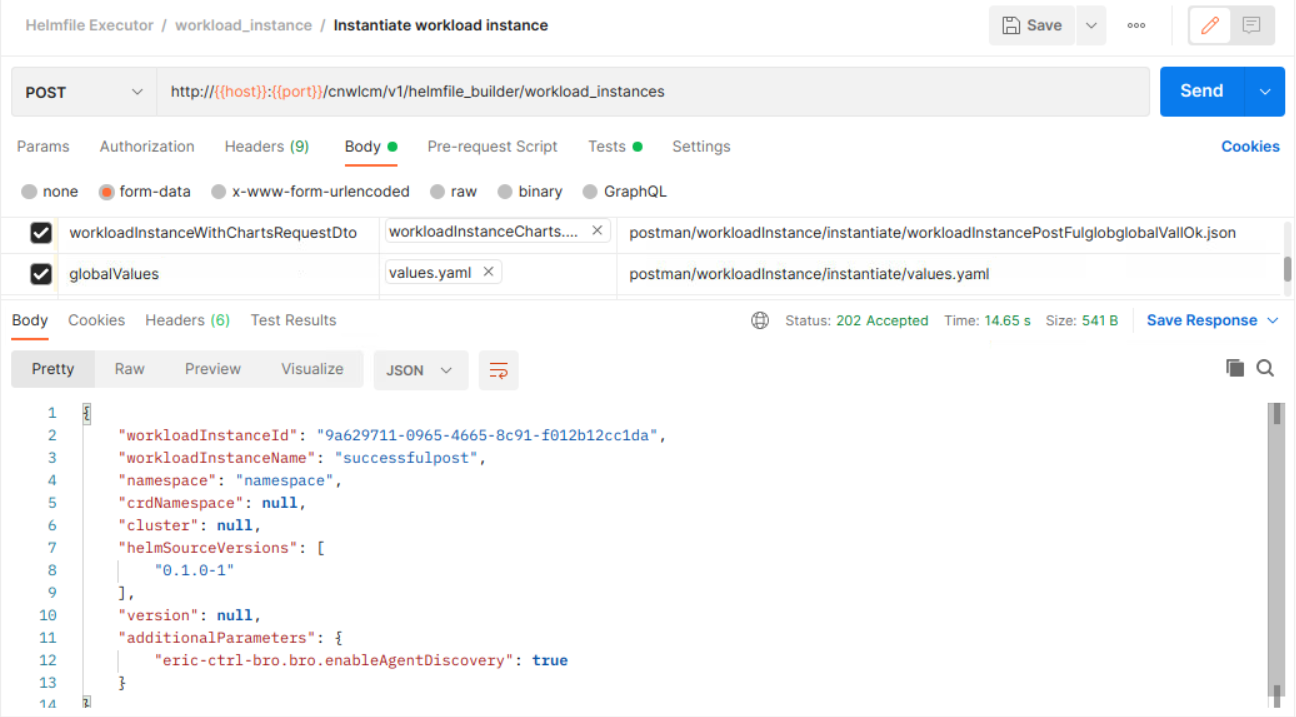 Helmfile Executor / workload_instance / Instantiate workload instance Save
POST http://{{host}}:{{port}}/cnwlcm/v1/helmfile_builder/workload_instances Send
Params Authorization Headers (9) Body Pre-request Script Tests Settings Cookies
none form-data x-www-form-urlencoded raw binary GraphQL
workloadInstanceWithChartsRequestDto workloadInstanceCharts.... postman/workloadInstance/instantiate/workloadInstancePostFulglobglobalVallOk.json
globalValues values.yaml postman/workloadInstance/instantiate/values.yaml
Body Cookies Headers (6) Test Results Status: 202 Accepted Time: 14.65 s Size: 541 B Save Response
Pretty Raw Preview Visualize JSON
1 {
2 "workloadInstanceId": "9a629711-0965-4665-8c91-f012b12cc1da",
3 "workloadInstanceName": "successfulpost",
4 "namespace": "namespace",
5 "crdNamespace": null,
6 "cluster": null,
7 "helmSourceVersions": [
8 "0.1.0-1"
9 ],
10 "version": null,
11 "additionalParameters": {
12 "eric-ctrl-bro.bro.enableAgentDiscovery": true
13 }
14 }